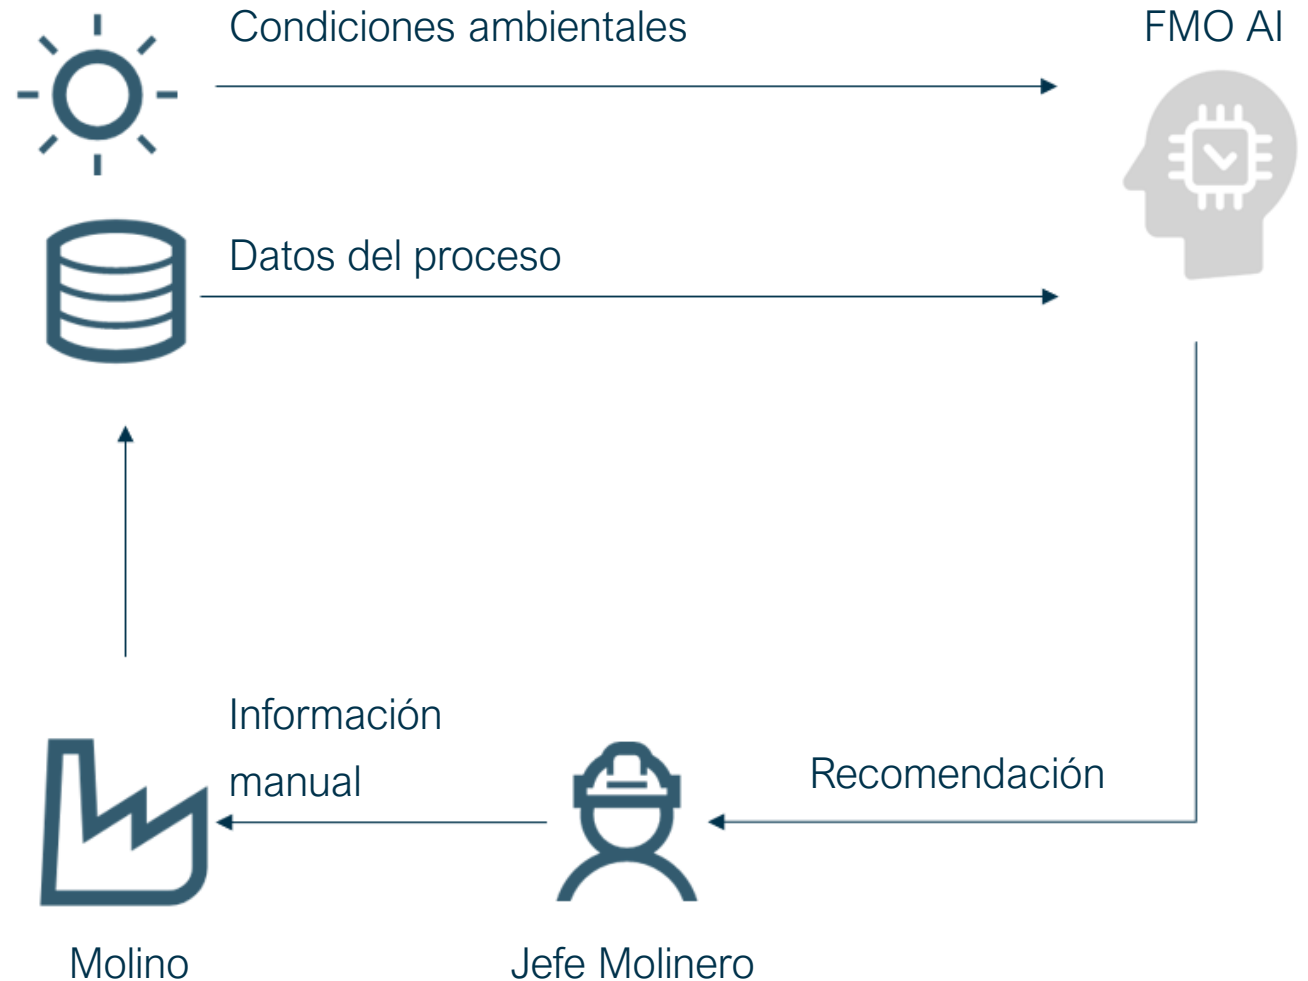 Condiciones ambientales
FMO AI
Datos del proceso
Información
manual
Recomendación
Molino
Jefe Molinero